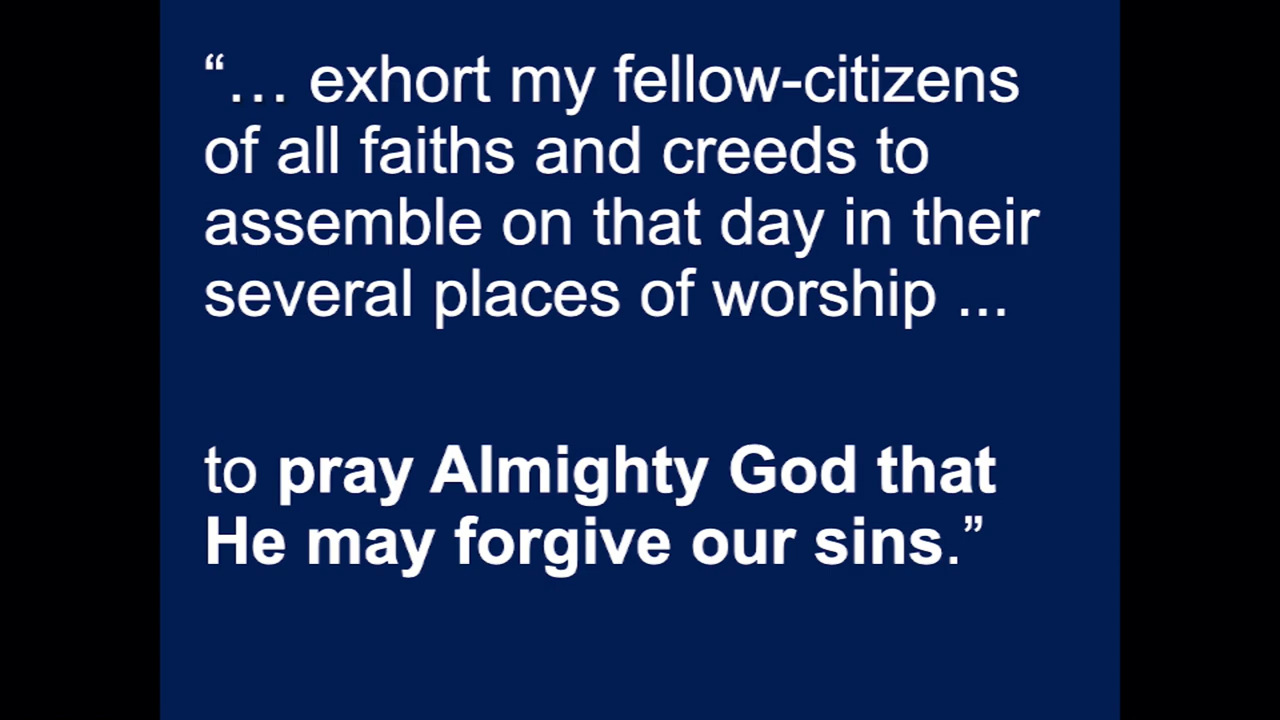 “… exhort my fellow-citizens
of all faiths and creeds to
assemble on that day in their
several places of worship ...
to pray Almighty God that
He may forgive our sins.”